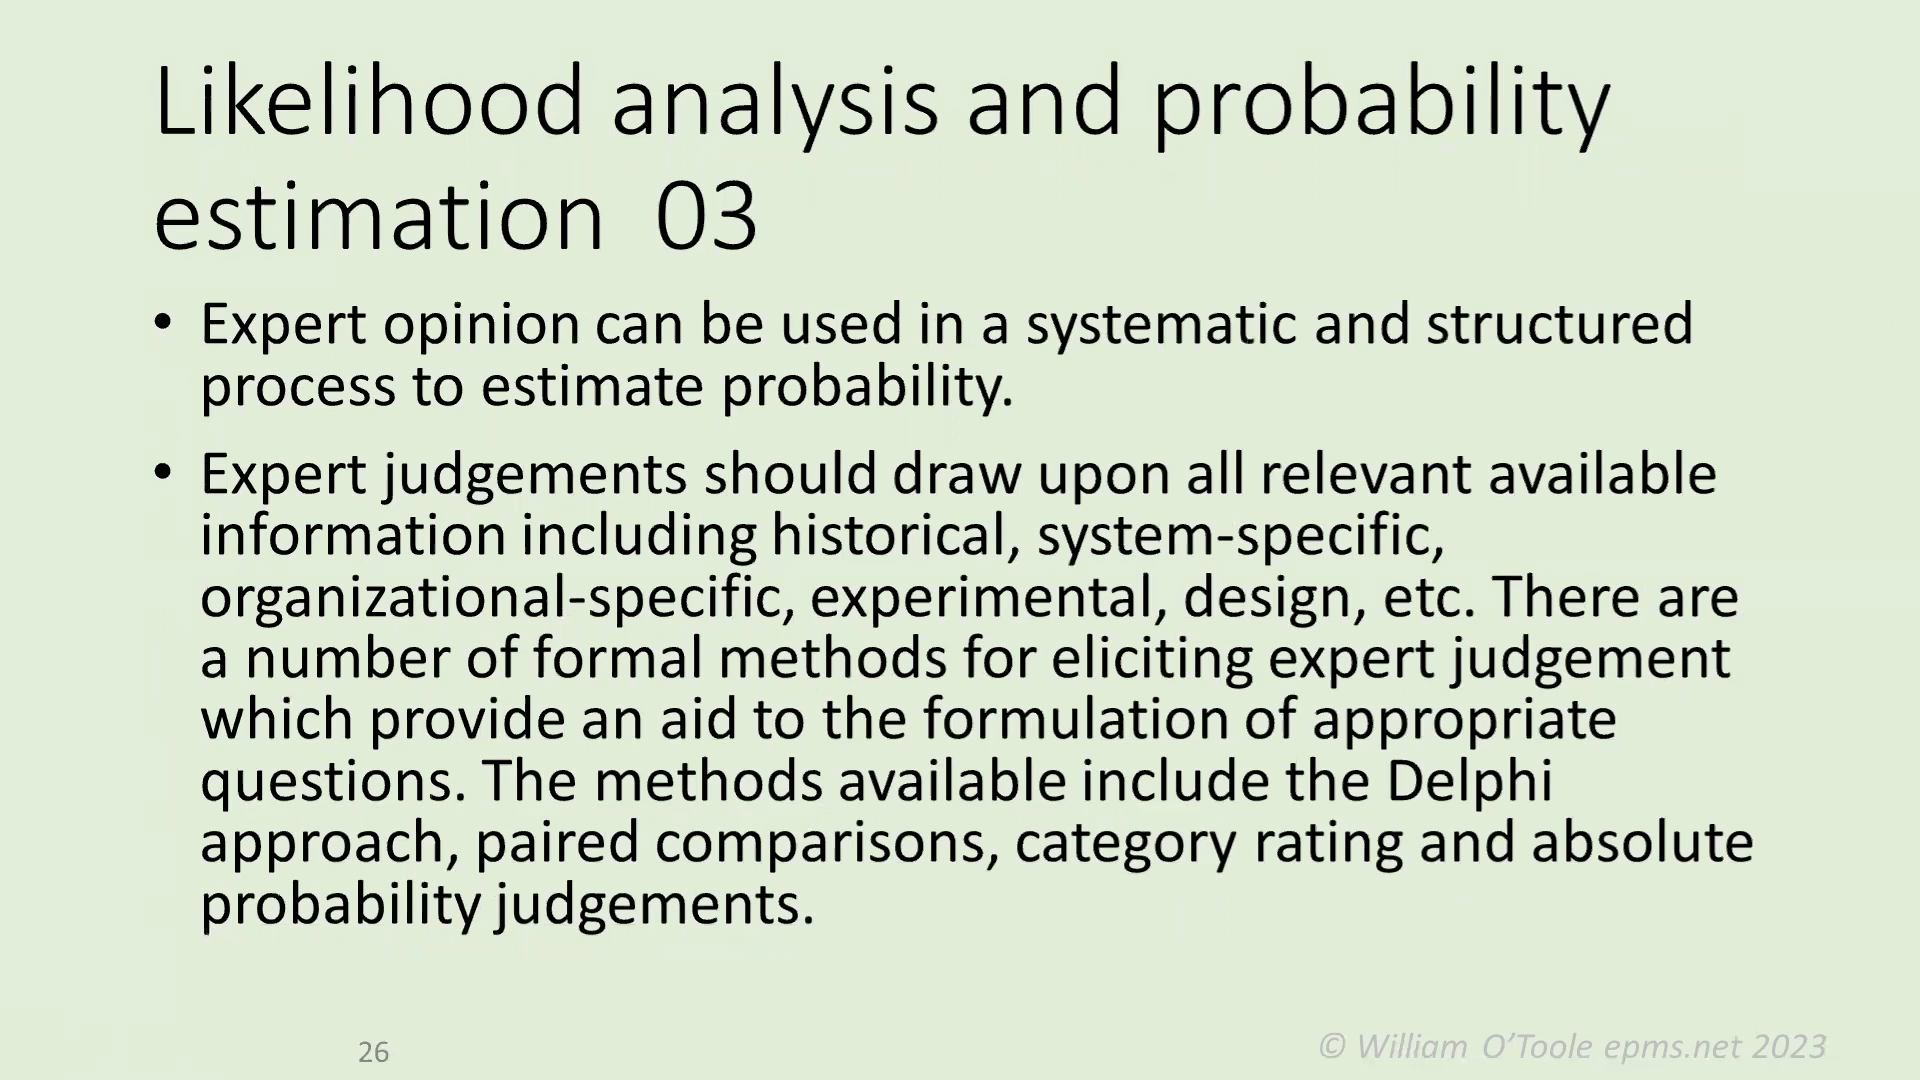 Likelihood analysis and probability
estimation 03
• Expert opinion can be used in a systematic and structured
process to estimate probability.
• Expert judgements should draw upon all relevant available
information including historical, system-specific,
organizational-specific, experimental, design, etc. There are
a number of formal methods for eliciting expert judgement
which provide an aid to the formulation of appropriate
questions. The methods available include the Delphi
approach, paired comparisons, category rating and absolute
probability judgements.
26
© William O’Toole epms.net 2023